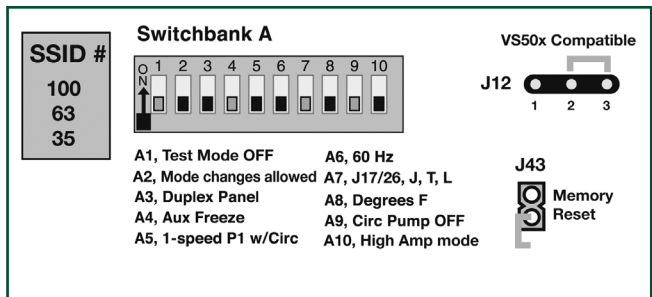 SSID #
100
63
35
Switchbank A
ON
1 2 3 4 5 6 7 8 9 10
A1, Test Mode OFF
A2, Mode changes allowed
A3, Duplex Panel
A4, Aux Freeze
A5, 1-speed P1 w/Circ
A6, 60 Hz
A7, J17/26, J, T, L
A8, Degrees F
A9, Circ Pump OFF
A10, High Amp mode
VS50x Compatible
J12
1 2 3
J43
Memory
Reset